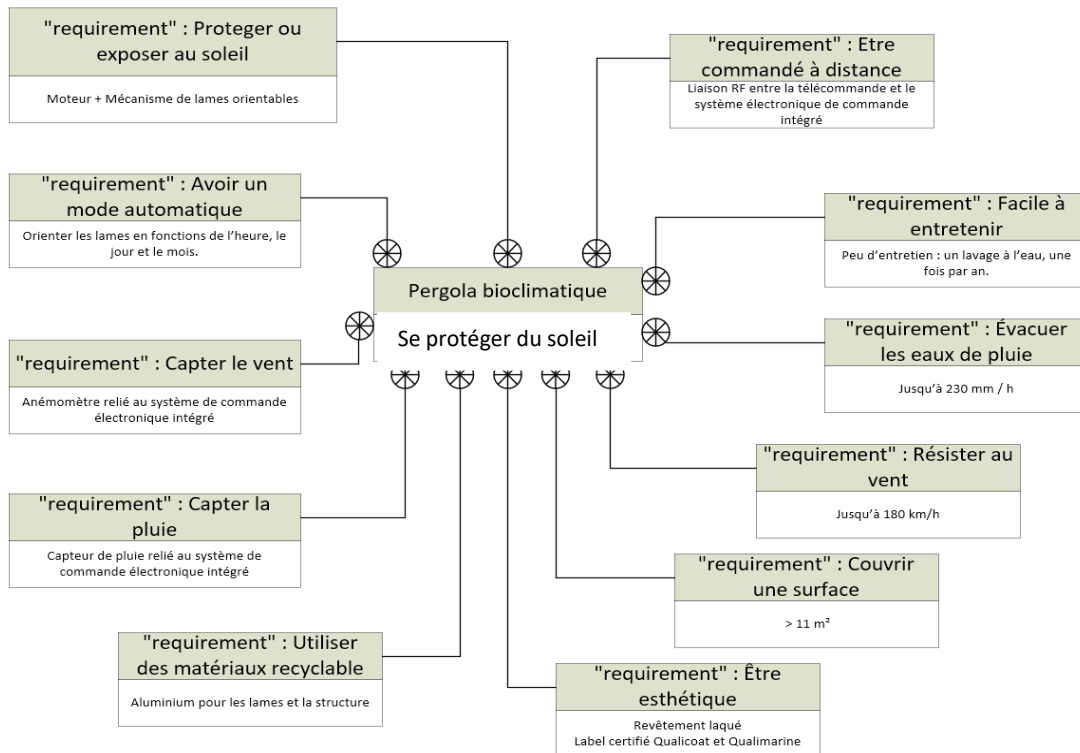 "requirement" : Proteger ou
exposer au soleil
Moteur + Mécanisme de lames orientables
"requirement" : Etre
commandé à distance
Liaison RF entre la télécommande et le
système électronique de commande
intégré
"requirement" : Avoir un
mode automatique
Orienter les lames en fonctions de l'heure, le
jour et le mois.
"requirement" : Facile à
entretenir
Peu d'entretien : un lavage à l'eau, une
fois par an.
Pergola bioclimatique
Se protéger du soleil
"requirement" : Capter le vent
Anémomètre relié au système de commande
électronique intégré
"requirement" : Évacuer
les eaux de pluie
Jusqu'à 230 mm / h
"requirement" : Résister au
vent
Jusqu'à 180 km/h
"requirement" : Capter la
pluie
Capteur de pluie relié au système de
commande électronique intégré
"requirement" : Couvrir
une surface
> 11 m²
"requirement" : Utiliser
des matériaux recyclable
Aluminium pour les lames et la structure
"requirement" : Être
esthétique
Revêtement laqué
Label certifié Qualicoat et Qualimarine